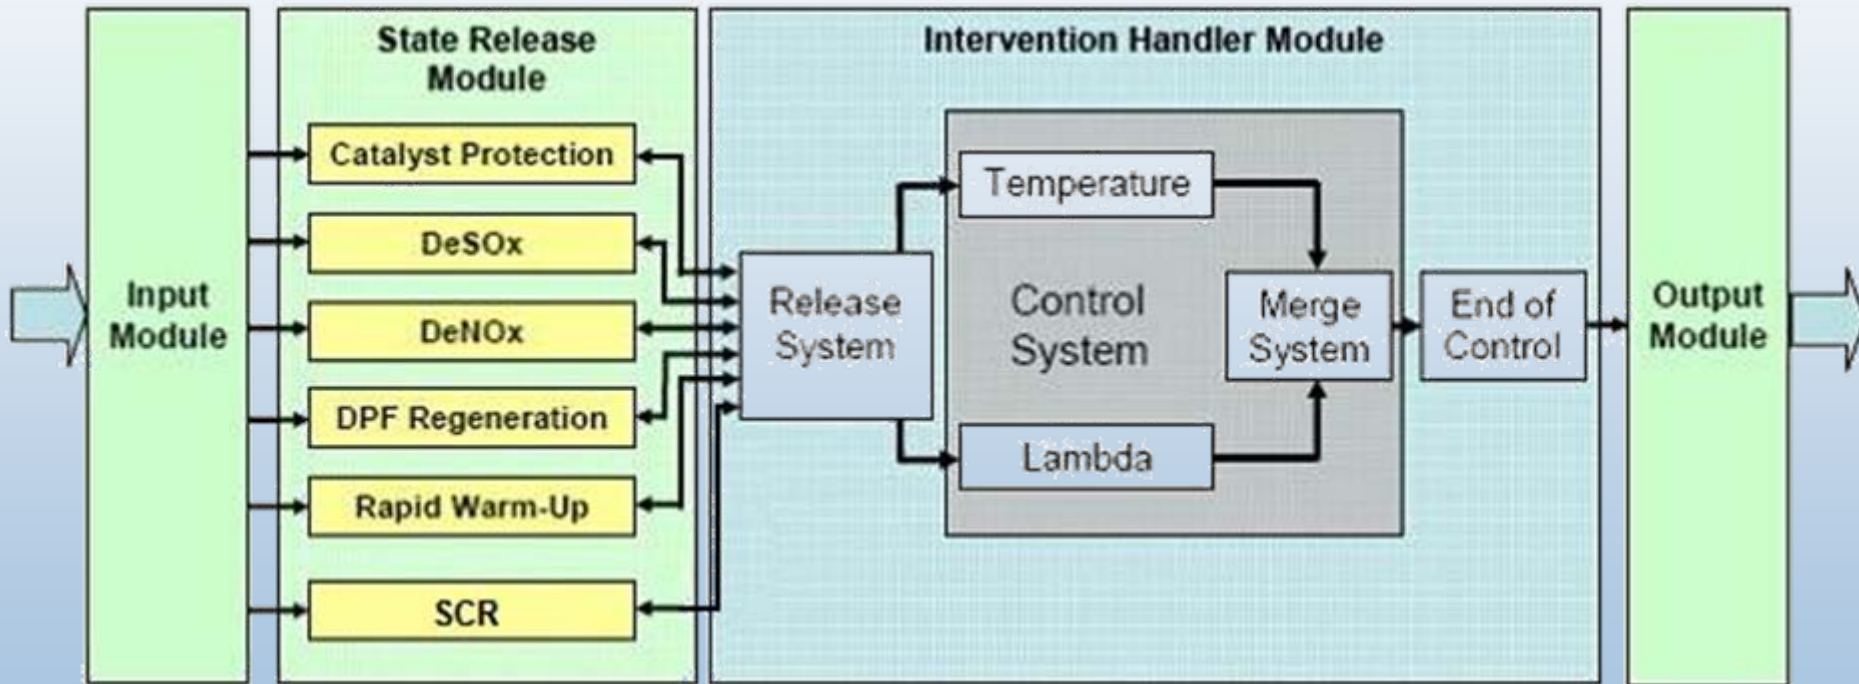 Input
Module
State Release
Module
Catalyst Protection
DeSOx
DeNOx
DPF Regeneration
Rapid Warm-Up
SCR
Intervention Handler Module
Release
System
Temperature
Control
System
Lambda
Merge
System
End of
Control
Output
Module